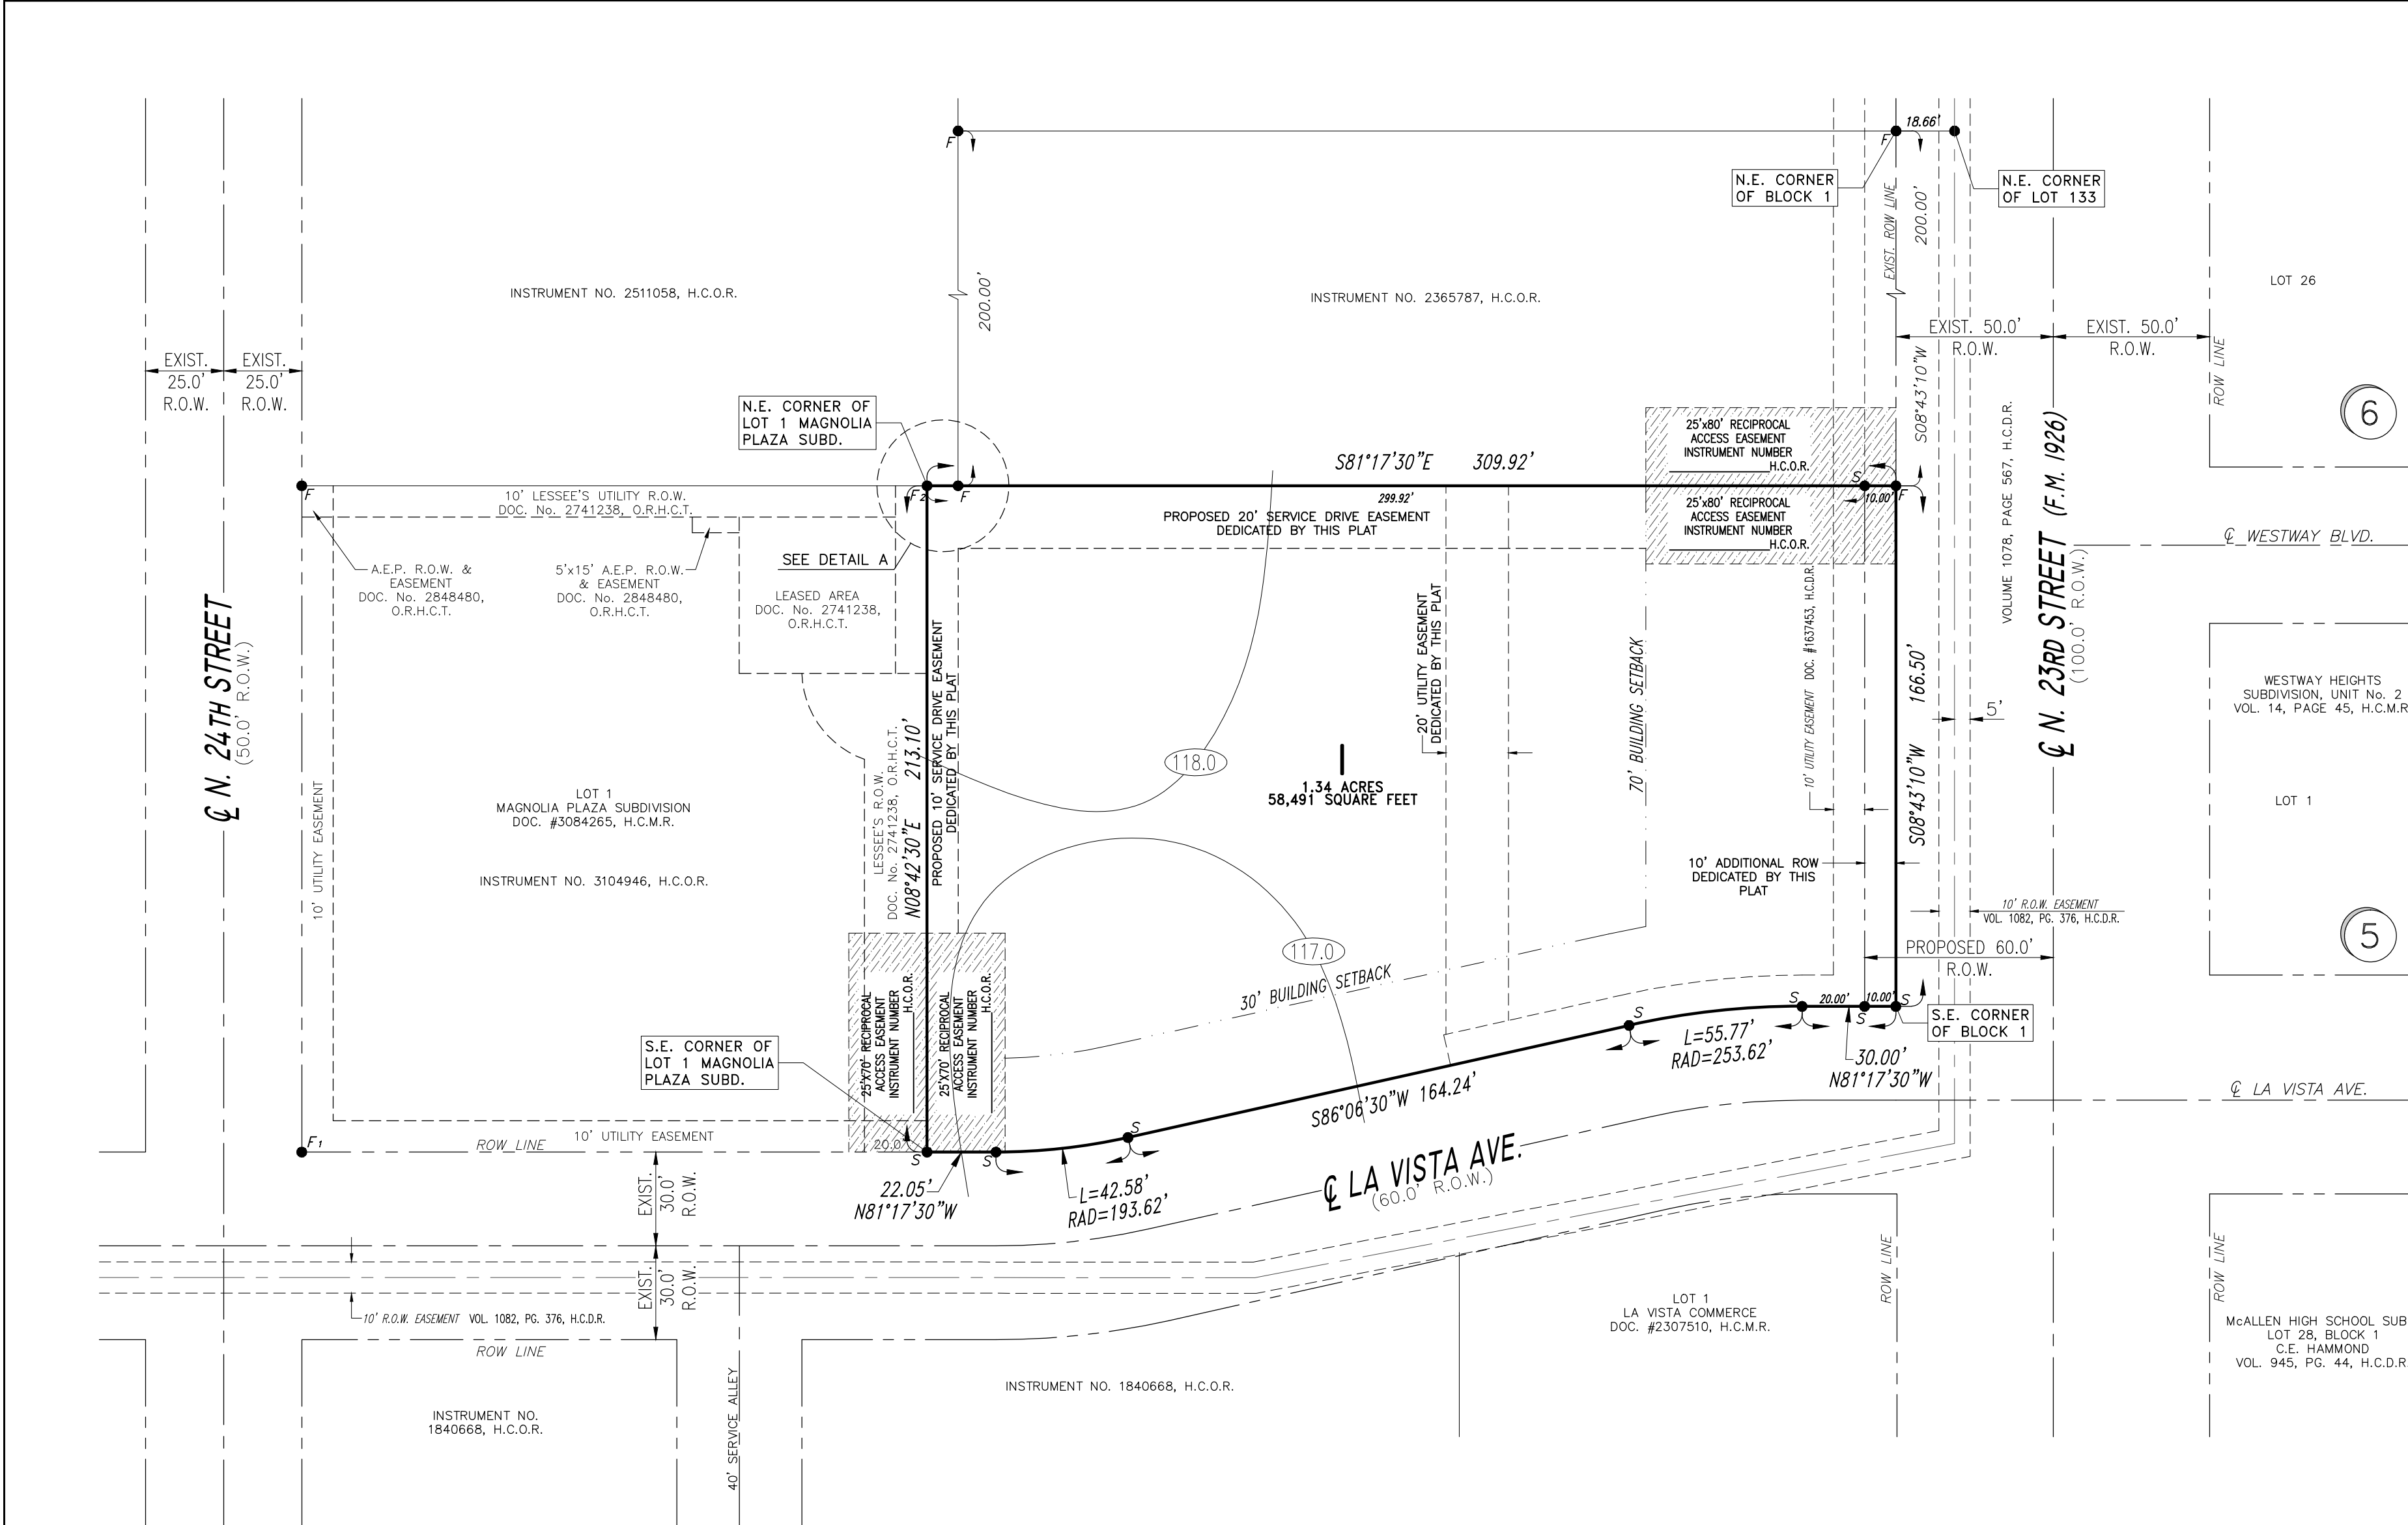 18.66'
F
F
N.E. CORNER
OF BLOCK 1
N.E. CORNER
OF LOT 133
EXIST. ROW LINE
200.00'
200.00'
INSTRUMENT NO. 2511058, H.C.O.R.
INSTRUMENT NO. 2365787, H.C.O.R.
LOT 26
EXIST.
25.0'
R.O.W.
EXIST.
25.0'
R.O.W.
EXIST. 50.0'
R.O.W.
EXIST. 50.0'
R.O.W.
ROW LINE
S08°43'10"W
N.E. CORNER OF
LOT 1 MAGNOLIA
PLAZA SUBD.
25'x80' RECIPROCAL
ACCESS EASEMENT
INSTRUMENT NUMBER
H.C.O.R.
6
S81°17'30"E 309.92'
F
F2
F
S
F
299.92'
10.00'
10' LESSEE'S UTILITY R.O.W.
DOC. No. 2741238, O.R.H.C.T.
PROPOSED 20' SERVICE DRIVE EASEMENT
DEDICATED BY THIS PLAT
25'x80' RECIPROCAL
ACCESS EASEMENT
INSTRUMENT NUMBER
H.C.O.R.
VOLUME 1078, PAGE 567, H.C.D.R.
℄ WESTWAY BLVD.
SEE DETAIL A
A.E.P. R.O.W. &
EASEMENT
DOC. No. 2848480,
O.R.H.C.T.
5'x15' A.E.P. R.O.W.
& EASEMENT
DOC. No. 2848480,
O.R.H.C.T.
LEASED AREA
DOC. No. 2741238,
O.R.H.C.T.
℄ N. 24TH STREET
(50.0' R.O.W.)
℄ N. 23RD STREET (F.M. 1926)
(100.0' R.O.W.)
PROPOSED 10' SERVICE DRIVE EASEMENT
DEDICATED BY THIS PLAT
20' UTILITY EASEMENT
DEDICATED BY THIS PLAT
70' BUILDING SETBACK
10' UTILITY EASEMENT DOC. #1637453, H.C.D.R.
S08°43'10"W 166.50'
5'
WESTWAY HEIGHTS
SUBDIVISION, UNIT No. 2
VOL. 14, PAGE 45, H.C.M.R
LESSEE'S R.O.W.
DOC. No. 2741238, O.R.H.C.T.
N08°42'30"E 213.10'
118.0
1
1.34 ACRES
58,491 SQUARE FEET
LOT 1
MAGNOLIA PLAZA SUBDIVISION
DOC. #3084265, H.C.M.R.
LOT 1
10' UTILITY EASEMENT
INSTRUMENT NO. 3104946, H.C.O.R.
10' ADDITIONAL ROW
DEDICATED BY THIS
PLAT
10' R.O.W. EASEMENT
VOL. 1082, PG. 376, H.C.D.R.
5
117.0
PROPOSED 60.0'
R.O.W.
30' BUILDING SETBACK
25'X70' RECIPROCAL
ACCESS EASEMENT
INSTRUMENT NUMBER
H.C.O.R.
25'X70' RECIPROCAL
ACCESS EASEMENT
INSTRUMENT NUMBER
H.C.O.R.
S
20.00'
10.00'
S
S
S
S.E. CORNER
OF BLOCK 1
L=55.77'
RAD=253.62'
30.00'
N81°17'30"W
S.E. CORNER OF
LOT 1 MAGNOLIA
PLAZA SUBD.
S86°06'30"W 164.24'
℄ LA VISTA AVE.
F1
ROW LINE
10' UTILITY EASEMENT
20.0'
S
S
S
22.05'
N81°17'30"W
L=42.58'
RAD=193.62'
℄ LA VISTA AVE.
(60.0' R.O.W.)
EXIST.
30.0'
R.O.W.
EXIST.
30.0'
R.O.W.
ROW LINE
ROW LINE
10' R.O.W. EASEMENT VOL. 1082, PG. 376, H.C.D.R.
ROW LINE
LOT 1
LA VISTA COMMERCE
DOC. #2307510, H.C.M.R.
McALLEN HIGH SCHOOL SUB
LOT 28, BLOCK 1
C.E. HAMMOND
VOL. 945, PG. 44, H.C.D.R
INSTRUMENT NO. 1840668, H.C.O.R.
INSTRUMENT NO.
1840668, H.C.O.R.
40' SERVICE ALLEY